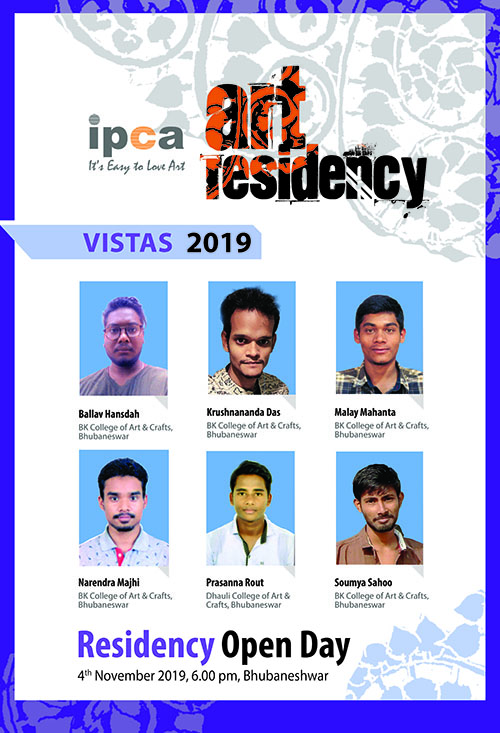 ipca
It's Easy to Love Art
art
residency
VISTAS 2019
Ballav Hansdah
BK College of Art & Crafts,
Bhubaneswar
Krushnananda Das
BK College of Art & Crafts,
Bhubaneswar
Malay Mahanta
BK College of Art & Crafts,
Bhubaneswar
Narendra Majhi
BK College of Art & Crafts,
Bhubaneswar
Prasanna Rout
Dhauli College of Art &
Crafts, Bhubaneswar
Soumya Sahoo
BK College of Art & Crafts,
Bhubaneswar
Residency Open Day
4th November 2019, 6.00 pm, Bhubaneshwar